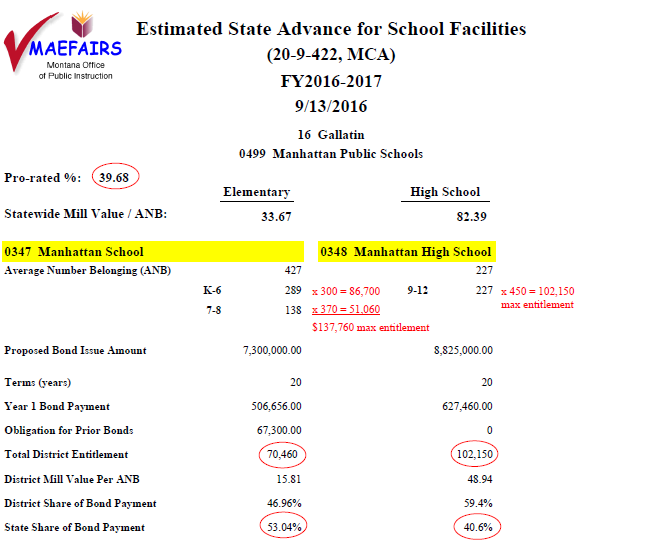 MAEFAIRS
Montana Office
of Public Instruction
Estimated State Advance for School Facilities
(20-9-422, MCA)
FY2016-2017
9/13/2016
16 Gallatin
0499 Manhattan Public Schools
Pro-rated %: 39.68
Elementary High School
Statewide Mill Value / ANB: 33.67 82.39
0347 Manhattan School 0348 Manhattan High School
Average Number Belonging (ANB) 427 227
K-6 289 x 300 = 86,700 9-12 227 x 450 = 102,150
max entitlement
7-8 138 x 370 = 51,060
$137,760 max entitlement
Proposed Bond Issue Amount 7,300,000.00 8,825,000.00
Terms (years) 20 20
Year 1 Bond Payment 506,656.00 627,460.00
Obligation for Prior Bonds 67,300.00 0
Total District Entitlement 70,460 102,150
District Mill Value Per ANB 15.81 48.94
District Share of Bond Payment 46.96% 59.4%
State Share of Bond Payment 53.04% 40.6%